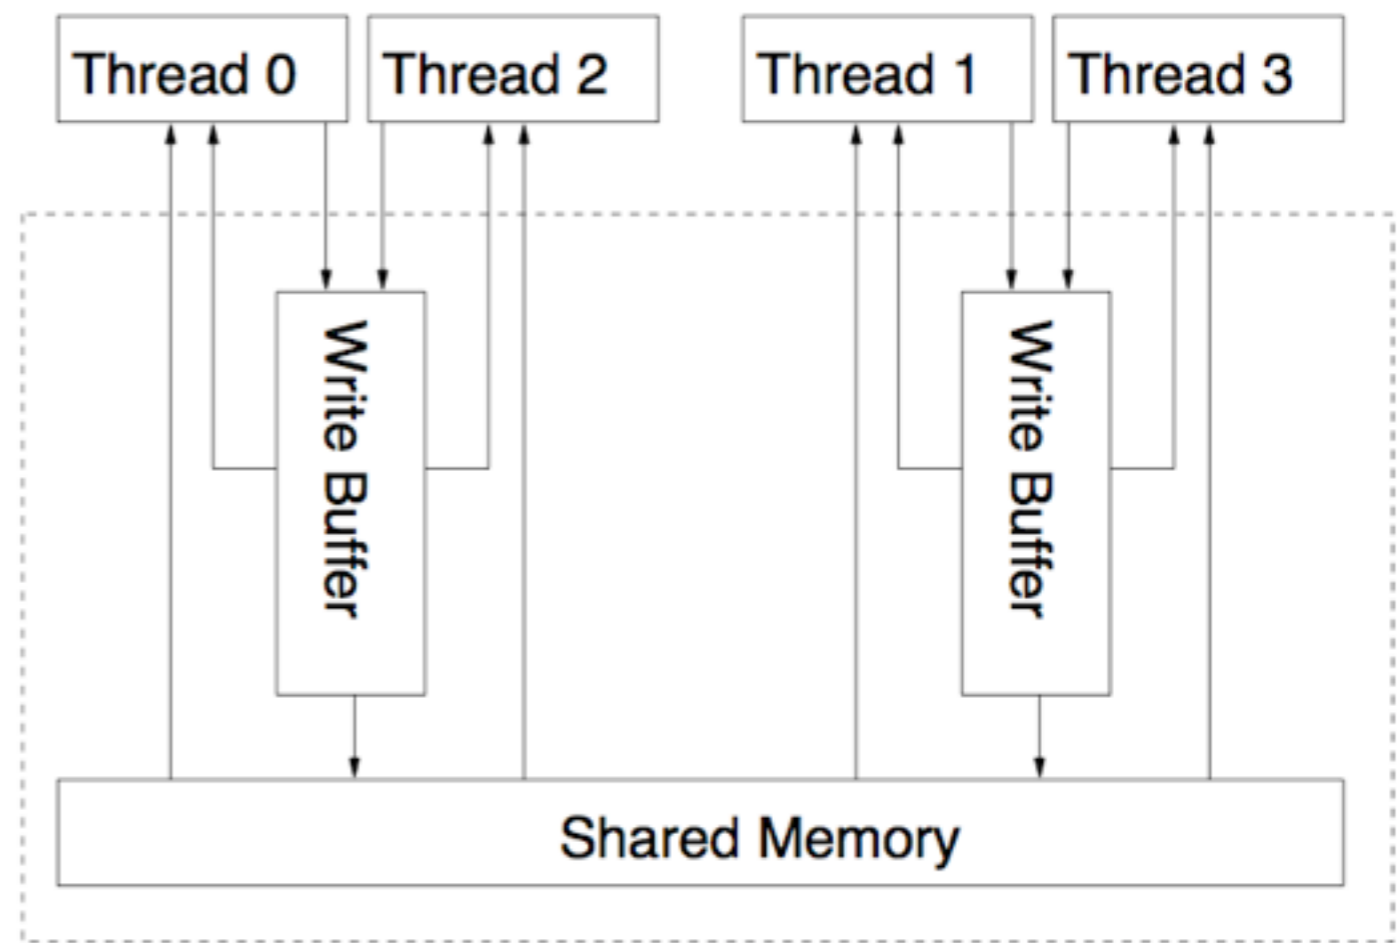 Thread 0
Thread 2
Thread 1
Thread 3
Write Buffer
Write Buffer
Shared Memory